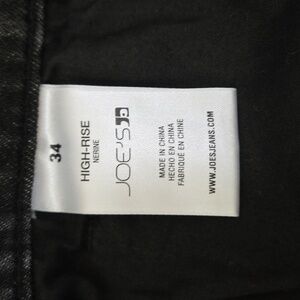 34
HIGH-RISE
NERINE
JOE'S
MADE IN CHINA
HECHO EN CHINA
FABRIQUÉ EN CHINE
WWW.JOESJEANS.COM